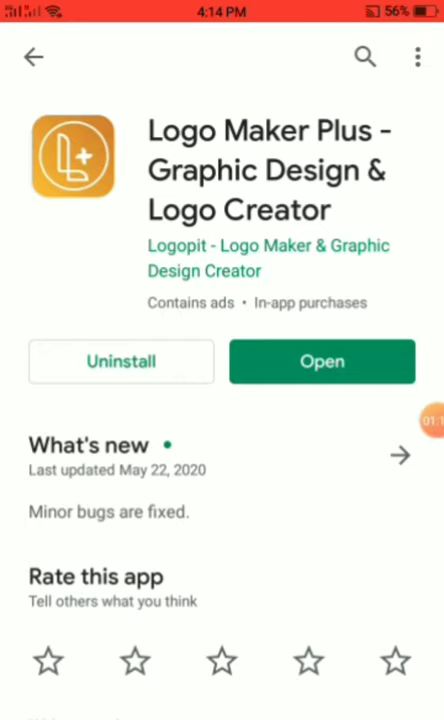 4:14 PM
56%
Logo Maker Plus -
Graphic Design &
Logo Creator
Logopit - Logo Maker & Graphic
Design Creator
Contains ads • In-app purchases
Uninstall
Open
01:1
What's new
Last updated May 22, 2020
Minor bugs are fixed.
Rate this app
Tell others what you think